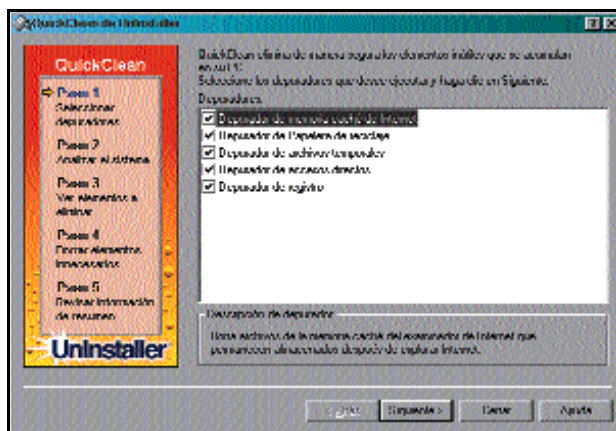 QuickClean de UnInstaller
QuickClean
Paso 1
Seleccionar
depuradores
Paso 2
Analizar el sistema
Paso 3
Ver elementos a
eliminar
Paso 4
Borrar elementos
innecesarios
Paso 5
Revisar información
de resumen
UnInstaller
QuickClean elimina de manera segura los elementos inútiles que se acumulan
en su PC.
Seleccione los depuradores que desee ejecutar y haga clic en Siguiente.
Depuradores:
Depurador de memoria caché de Internet
Depurador de Papelera de reciclaje
Depurador de archivos temporales
Depurador de accesos directos
Depurador de registro
Descripción de depurador
Borra archivos de la memoria caché del examinador de Internet que
permanecen almacenados después de explorar Internet.
< Atrás
Siguiente >
Cerrar
Ayuda